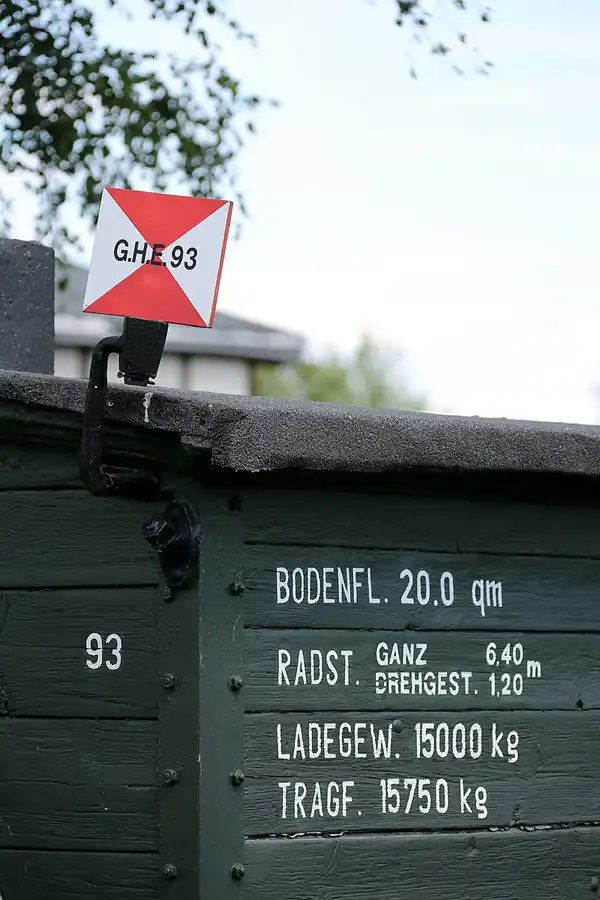 G.H.E. 93
93
BODENFL. 20.0 qm
RADST. GANZ 6,40 m
DREHGEST. 1,20
LADEGEW. 15000 kg
TRAGF. 15750 kg